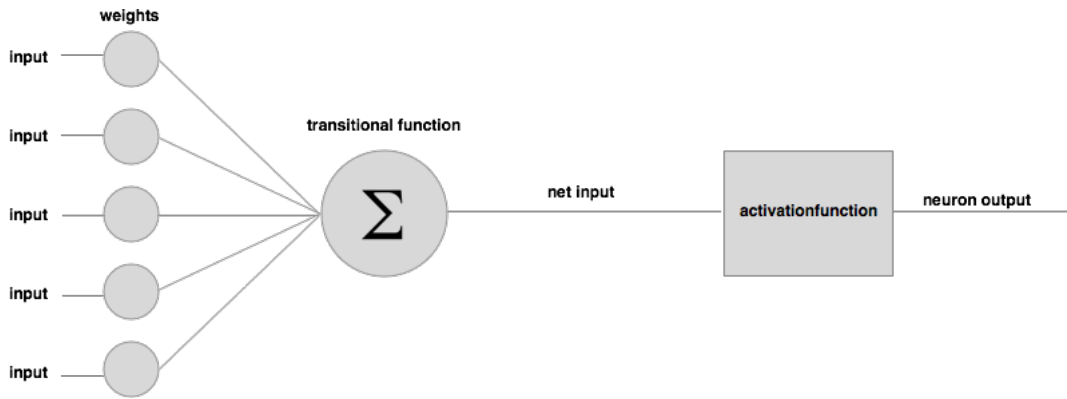 weights
input
input
input
input
input
transitional function
Σ
net input
activationfunction
neuron output